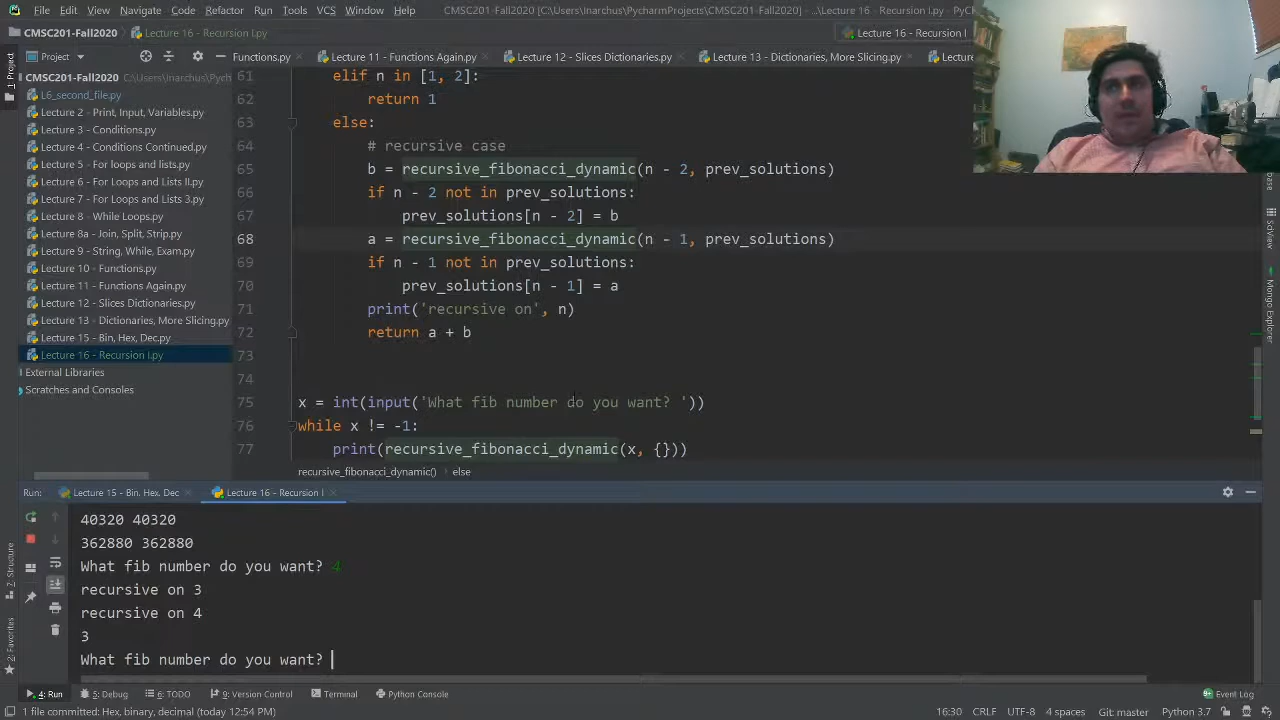 File Edit View Navigate Code Refactor Run Tools VCS Window Help CMSC201-Fall2020 [C:\Users\Inarchus\PycharmProjects\CMSC201-Fall2020] - ...\Lecture 16 - Recursion I.py - PyCh
CMSC201-Fall2020 Lecture 16 - Recursion I.py Lecture 16 - Recursion I
Project Functions.py Lecture 11 - Functions Again.py Lecture 12 - Slices Dictionaries.py Lecture 13 - Dictionaries, More Slicing.py Lecture
CMSC201-Fall2020 C:\Users\Inarchus\Pych
L6_second_file.py
Lecture 2 - Print, Input, Variables.py
Lecture 3 - Conditions.py
Lecture 4 - Conditions Continued.py
Lecture 5 - For loops and lists.py
Lecture 6 - For Loops and Lists II.py
Lecture 7 - For Loops and Lists 3.py
Lecture 8 - While Loops.py
Lecture 8a - Join, Split, Strip.py
Lecture 9 - String, While, Exam.py
Lecture 10 - Functions.py
Lecture 11 - Functions Again.py
Lecture 12 - Slices Dictionaries.py
Lecture 13 - Dictionaries, More Slicing.py
Lecture 15 - Bin, Hex, Dec.py
Lecture 16 - Recursion I.py
External Libraries
Scratches and Consoles
61 elif n in [1, 2]:
62 return 1
63 else:
64 # recursive case
65 b = recursive_fibonacci_dynamic(n - 2, prev_solutions)
66 if n - 2 not in prev_solutions:
67 prev_solutions[n - 2] = b
68 a = recursive_fibonacci_dynamic(n - 1, prev_solutions)
69 if n - 1 not in prev_solutions:
70 prev_solutions[n - 1] = a
71 print('recursive on', n)
72 return a + b
73
74
75 x = int(input('What fib number do you want? '))
76 while x != -1:
77 print(recursive_fibonacci_dynamic(x, {}))
recursive_fibonacci_dynamic() else
1: Project
SciView
Mongo Explorer
7: Structure
2: Favorites
Run: Lecture 15 - Bin. Hex, Dec Lecture 16 - Recursion I
40320 40320
362880 362880
What fib number do you want? 4
recursive on 3
recursive on 4
3
What fib number do you want?
4: Run 5: Debug 6: TODO 9: Version Control Terminal Python Console Event Log
1 file committed: Hex, binary, decimal (today 12:54 PM) 16:30 CRLF UTF-8 4 spaces Git: master Python 3.7